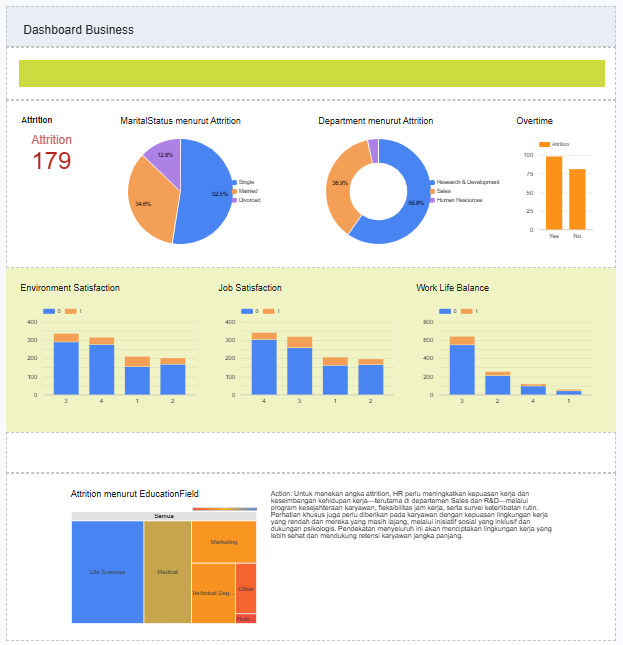 Dashboard Business
Attrition
Attrition
179
MaritalStatus menurut Attrition
12.8%
34.6%
52.5%
Single
Married
Divorced
Department menurut Attrition
36.9%
59.8%
Research & Development
Sales
Human Resources
Overtime
Attrition
100
75
50
25
0
Yes No
Environment Satisfaction
0 1
400
300
200
100
0
3 4 1 2
Job Satisfaction
0 1
400
300
200
100
0
4 3 1 2
Work Life Balance
0 1
800
600
400
200
0
3 2 4 1
Attrition menurut EducationField
Semua
Life Sciences
Medical
Marketing
Technical Deg...
Other
Hum...
Action: Untuk menekan angka attrition, HR perlu meningkatkan kepuasan kerja dan
keseimbangan kehidupan kerja—terutama di departemen Sales dan R&D—melalui
program kesejahteraan karyawan, fleksibilitas jam kerja, serta survei keterlibatan rutin.
Perhatian khusus juga perlu diberikan pada karyawan dengan kepuasan lingkungan kerja
yang rendah dan mereka yang masih lajang, melalui inisiatif sosial yang inklusif dan
dukungan psikologis. Pendekatan menyeluruh ini akan menciptakan lingkungan kerja yang
lebih sehat dan mendukung retensi karyawan jangka panjang.